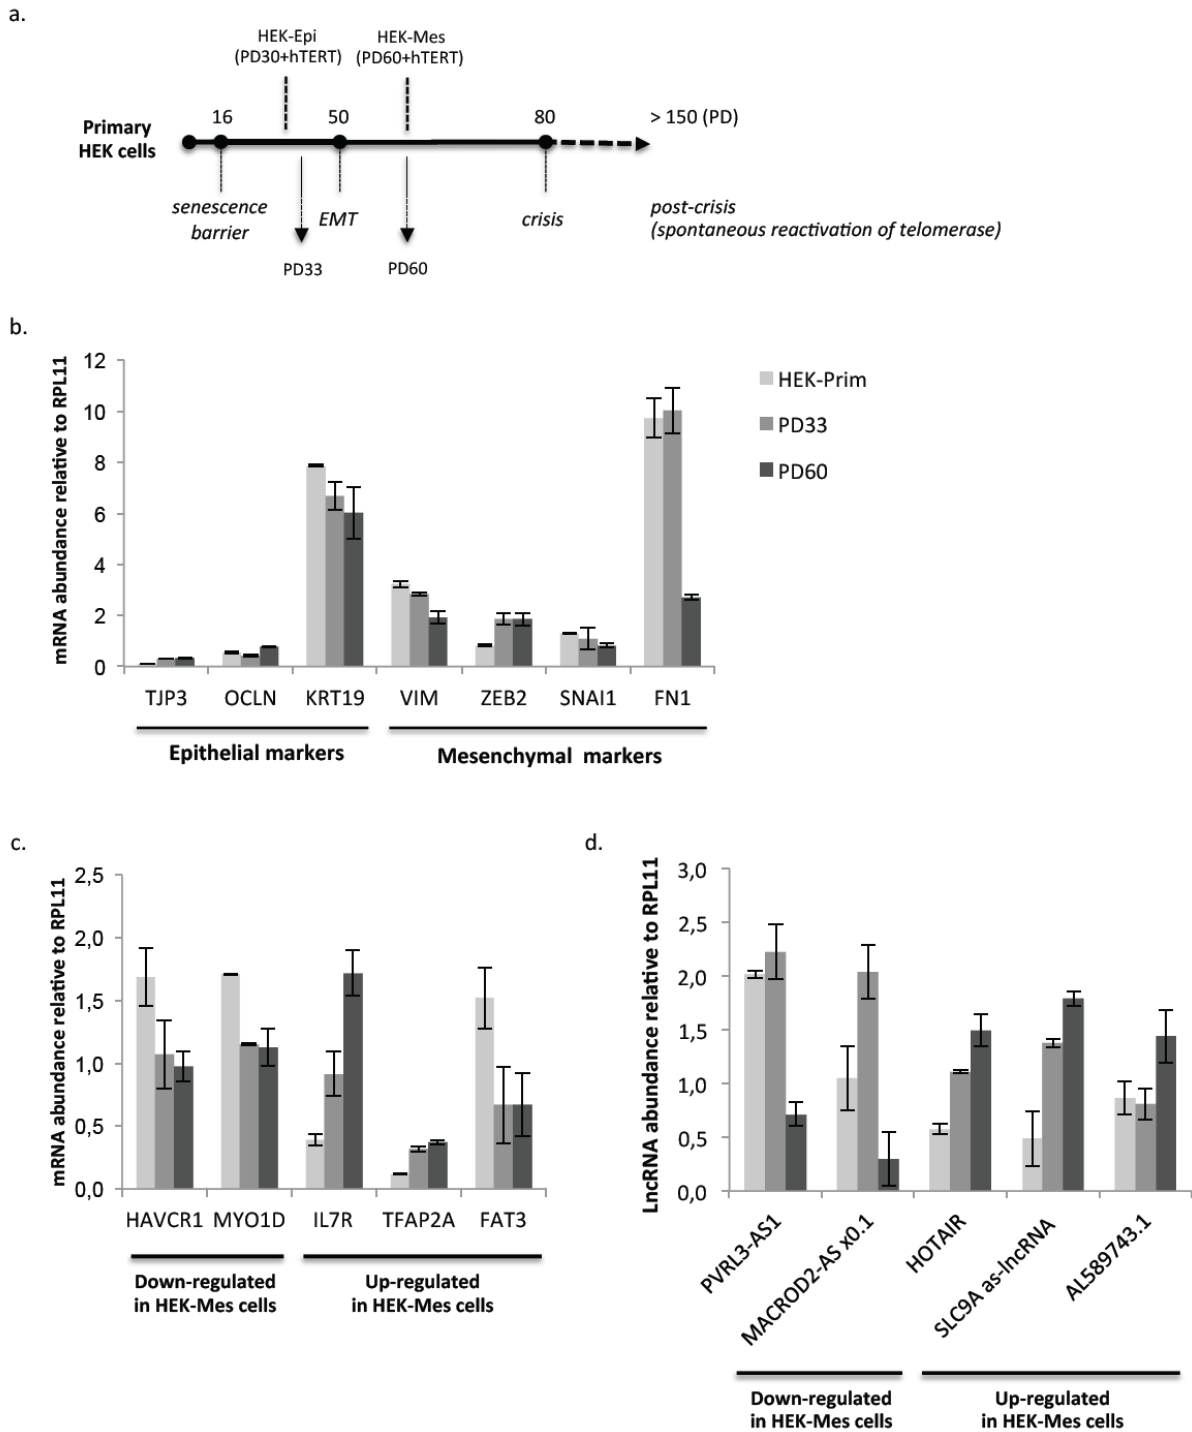 a.
HEK-Epi
(PD30+hTERT)
HEK-Mes
(PD60+hTERT)
16
50
80
> 150 (PD)
Primary
HEK cells
senescence
barrier
EMT
crisis
post-crisis
(spontaneous reactivation of telomerase)
PD33
PD60
b.
mRNA abundance relative to RPL11
12
10
8
6
4
2
0
HEK-Prim
PD33
PD60
TJP3
OCLN
KRT19
VIM
ZEB2
SNAI1
FN1
Epithelial markers
Mesenchymal markers
c.
mRNA abundance relative to RPL11
2,5
2,0
1,5
1,0
0,5
0,0
HAVCR1
MYO1D
IL7R
TFAP2A
FAT3
Down-regulated
in HEK-Mes cells
Up-regulated
in HEK-Mes cells
d.
LncRNA abundance relative to RPL11
3,0
2,5
2,0
1,5
1,0
0,5
0,0
PVRL3-AS1
MACROD2-AS x0.1
HOTAIR
SLC9A as-lncRNA
AL589743.1
Down-regulated
in HEK-Mes cells
Up-regulated
in HEK-Mes cells